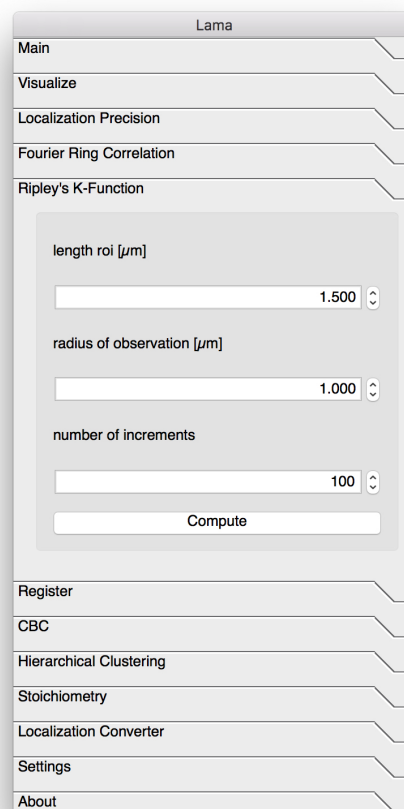 Lama
Main
Visualize
Localization Precision
Fourier Ring Correlation
Ripley's K-Function
length roi [µm]
1.500
radius of observation [µm]
1.000
number of increments
100
Compute
Register
CBC
Hierarchical Clustering
Stoichiometry
Localization Converter
Settings
About